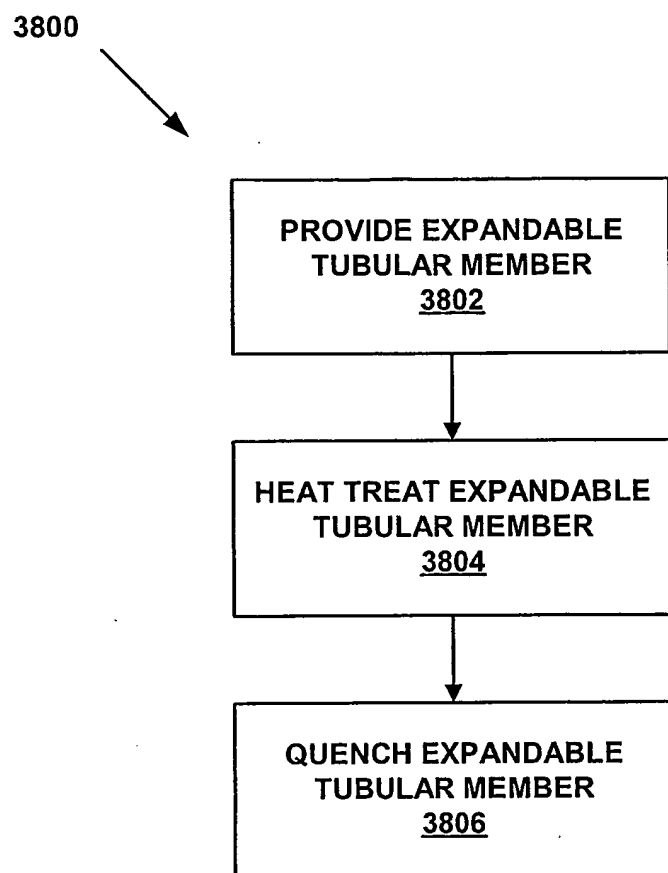 3800
PROVIDE EXPANDABLE
TUBULAR MEMBER
3802
HEAT TREAT EXPANDABLE
TUBULAR MEMBER
3804
QUENCH EXPANDABLE
TUBULAR MEMBER
3806